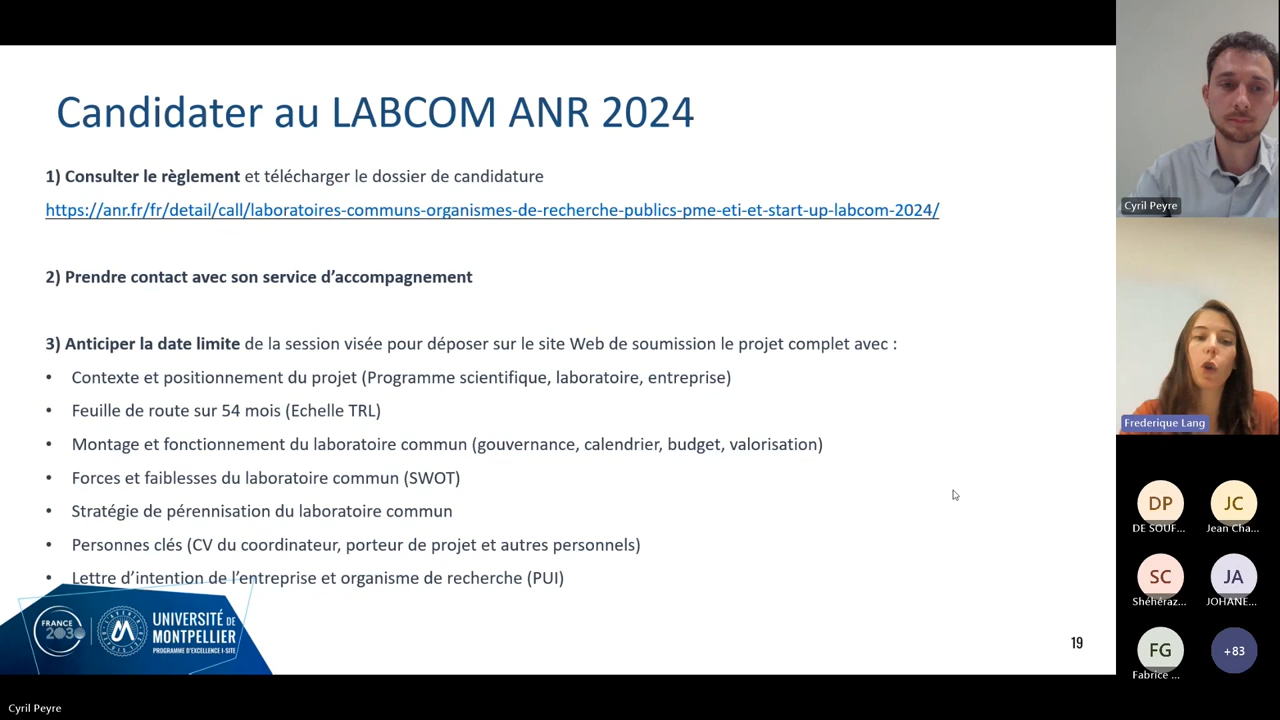 Candidater au LABCOM ANR 2024
1) Consulter le règlement et télécharger le dossier de candidature
https://anr.fr/fr/detail/call/laboratoires-communs-organismes-de-recherche-publics-pme-eti-et-start-up-labcom-2024/
2) Prendre contact avec son service d’accompagnement
3) Anticiper la date limite de la session visée pour déposer sur le site Web de soumission le projet complet avec :
• Contexte et positionnement du projet (Programme scientifique, laboratoire, entreprise)
• Feuille de route sur 54 mois (Echelle TRL)
• Montage et fonctionnement du laboratoire commun (gouvernance, calendrier, budget, valorisation)
• Forces et faiblesses du laboratoire commun (SWOT)
• Stratégie de pérennisation du laboratoire commun
• Personnes clés (CV du coordinateur, porteur de projet et autres personnels)
• Lettre d’intention de l’entreprise et organisme de recherche (PUI)
FRANCE
2030
UNIVERSITÉ DE
MONTPELLIER
PROGRAMME D'EXCELLENCE I-SITE
19
Cyril Peyre
Cyril Peyre
Frederique Lang
DP
DE SOUF...
JC
Jean Cha...
SC
Shéhéraz...
JA
JOHANE...
FG
Fabrice ...
+83